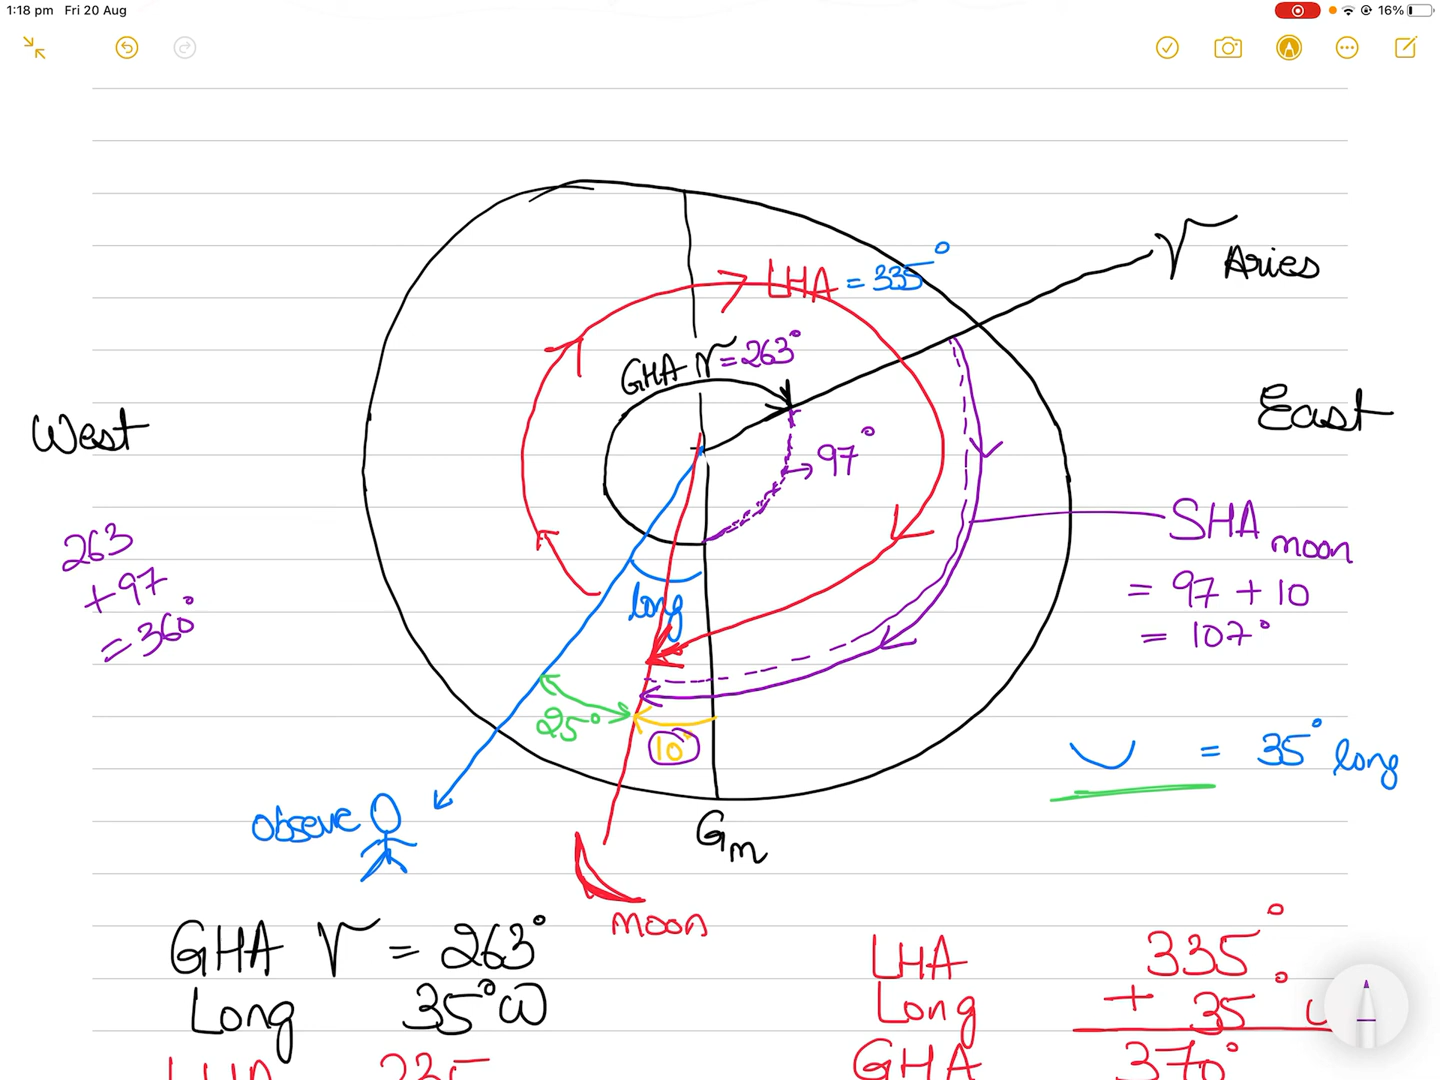 1:18 pm Fri 20 Aug
16%
♈ Aries
LHA = 335°
GHA ♈ = 263°
West
East
97°
263
+97
= 360°
SHA moon
= 97 + 10
= 107°
long
25°
10°
= 35° long
observe
Gm
moon
GHA ♈ = 263°
Long 35° W
LHA 335
LHA 335°
Long + 35°
GHA 370°